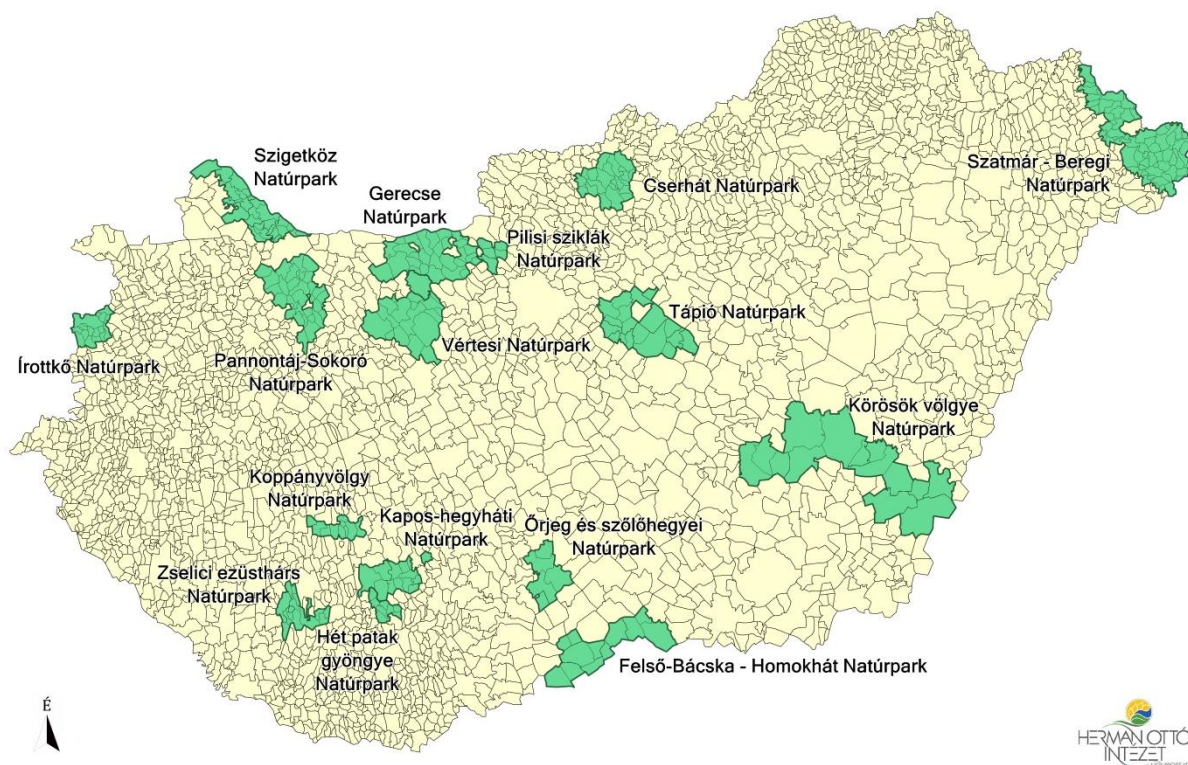 Szigetköz
Natúrpark
Gerecse
Natúrpark
Cserhát Natúrpark
Szatmár - Beregi
Natúrpark
Pilisi sziklák
Natúrpark
Tápió Natúrpark
Írottkő Natúrpark
Pannontáj-Sokoró
Natúrpark
Vértesi Natúrpark
Körösök völgye
Natúrpark
Koppányvölgy
Natúrpark
Kapos-hegyháti
Natúrpark
Őrjeg és szőlőhegyei
Natúrpark
Zselici ezüsthárs
Natúrpark
Hét patak
gyöngye
Natúrpark
Felső-Bácska - Homokhát Natúrpark
É
HERMAN OTTÓ
INTÉZET